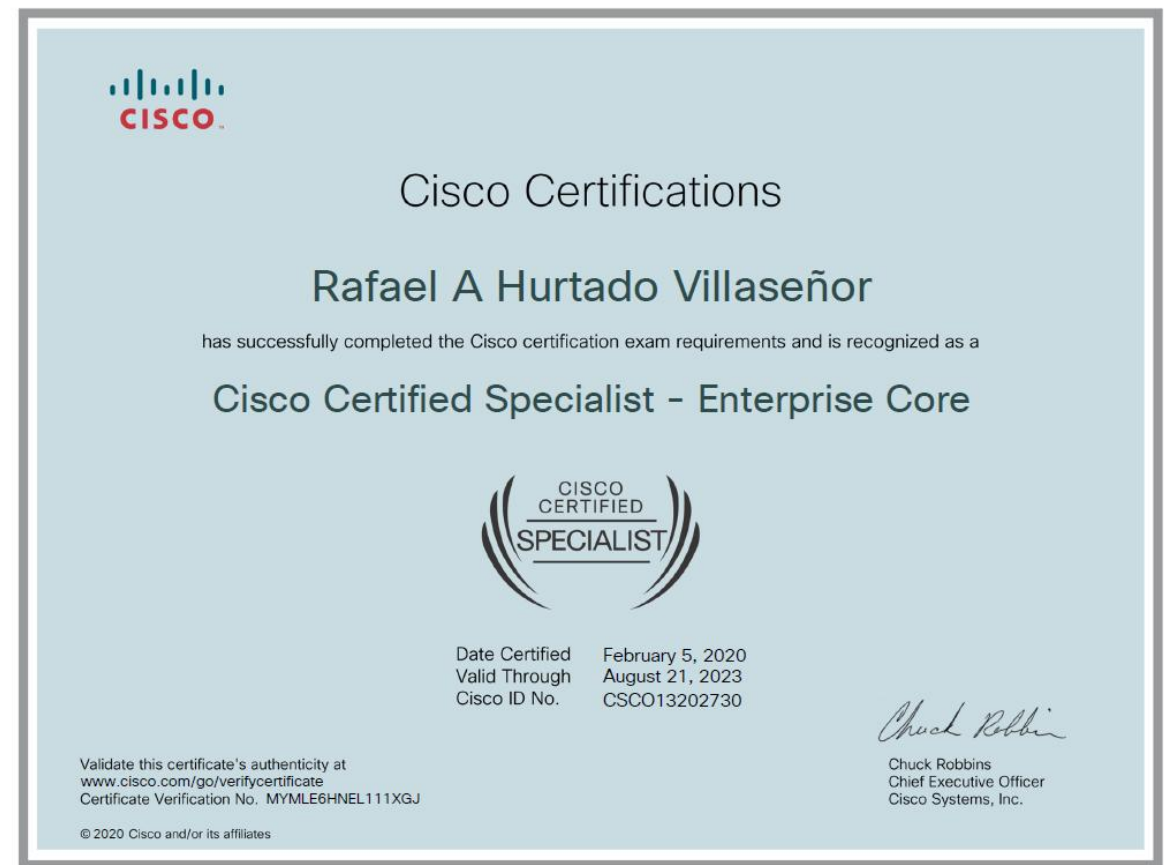 CISCO™
Cisco Certifications
Rafael A Hurtado Villaseñor
has successfully completed the Cisco certification exam requirements and is recognized as a
Cisco Certified Specialist - Enterprise Core
CISCO
CERTIFIED
SPECIALIST
Date Certified February 5, 2020
Valid Through August 21, 2023
Cisco ID No. CSCO13202730
Chuck Robbins
Validate this certificate's authenticity at
www.cisco.com/go/verifycertificate
Certificate Verification No. MYMLE6HNEL111XGJ
Chuck Robbins
Chief Executive Officer
Cisco Systems, Inc.
© 2020 Cisco and/or its affiliates